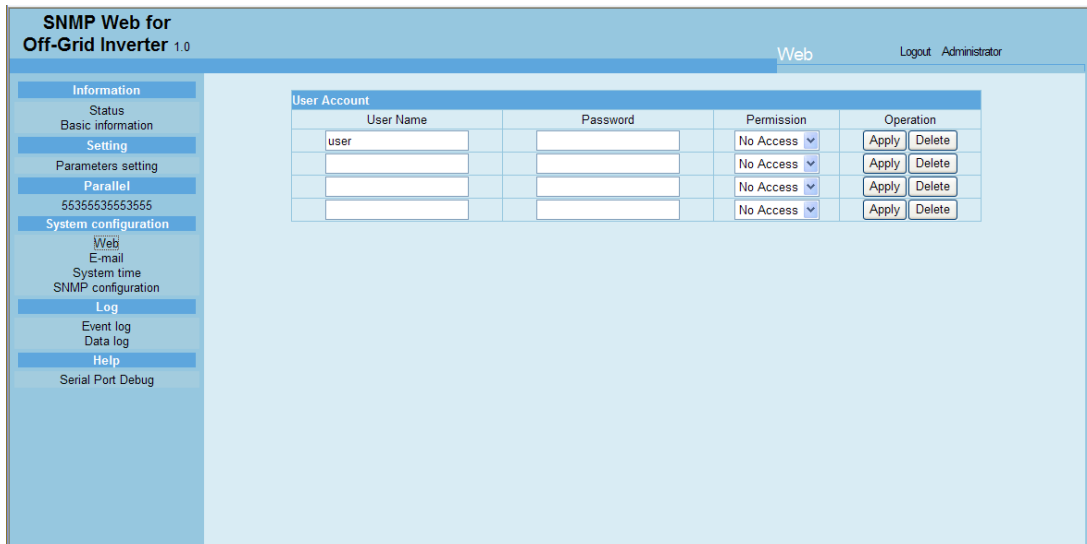 SNMP Web for
Off-Grid Inverter 1.0
Web
Logout Administrator
Information
Status
Basic information
Setting
Parameters setting
Parallel
55355535553555
System configuration
Web
E-mail
System time
SNMP configuration
Log
Event log
Data log
Help
Serial Port Debug
User Account
User Name Password Permission Operation
user No Access Apply Delete
No Access Apply Delete
No Access Apply Delete
No Access Apply Delete